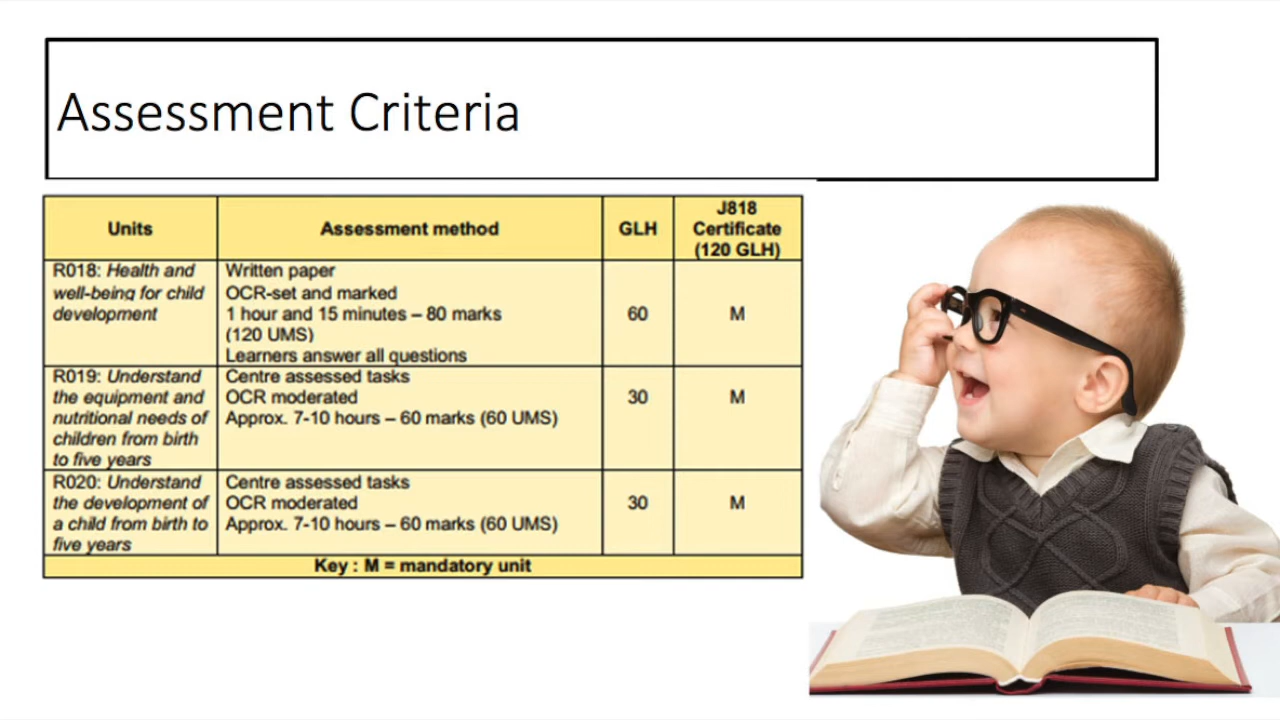 Assessment Criteria
Units
Assessment method
GLH
J818
Certificate
(120 GLH)
R018: Health and
well-being for child
development
Written paper
OCR-set and marked
1 hour and 15 minutes – 80 marks
(120 UMS)
Learners answer all questions
60
M
R019: Understand
the equipment and
nutritional needs of
children from birth
to five years
Centre assessed tasks
OCR moderated
Approx. 7-10 hours – 60 marks (60 UMS)
30
M
R020: Understand
the development of
a child from birth to
five years
Centre assessed tasks
OCR moderated
Approx. 7-10 hours – 60 marks (60 UMS)
30
M
Key : M = mandatory unit